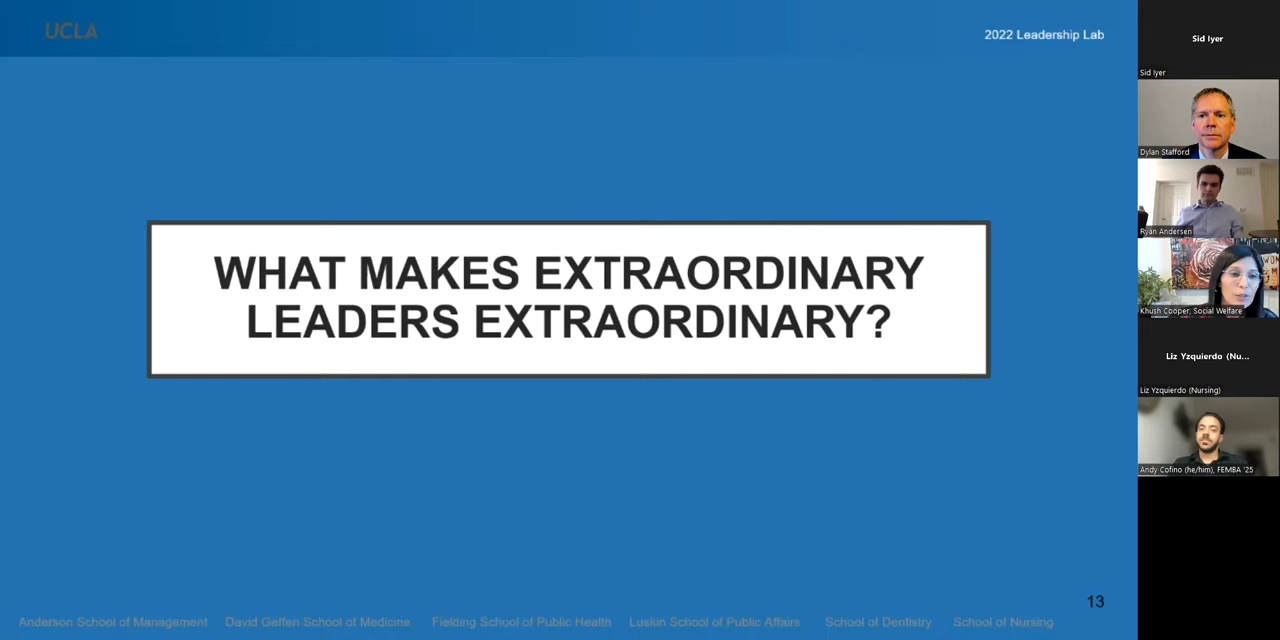 UCLA
2022 Leadership Lab
WHAT MAKES EXTRAORDINARY
LEADERS EXTRAORDINARY?
13
Anderson School of Management David Geffen School of Medicine Fielding School of Public Health Luskin School of Public Affairs School of Dentistry School of Nursing
Sid Iyer
Sid Iyer
Dylan Stafford
Ryan Andersen
Khush Cooper, Social Welfare
Liz Yzquierdo (Nu...
Liz Yzquierdo (Nursing)
Andy Cofino (he/him), FEMBA '25